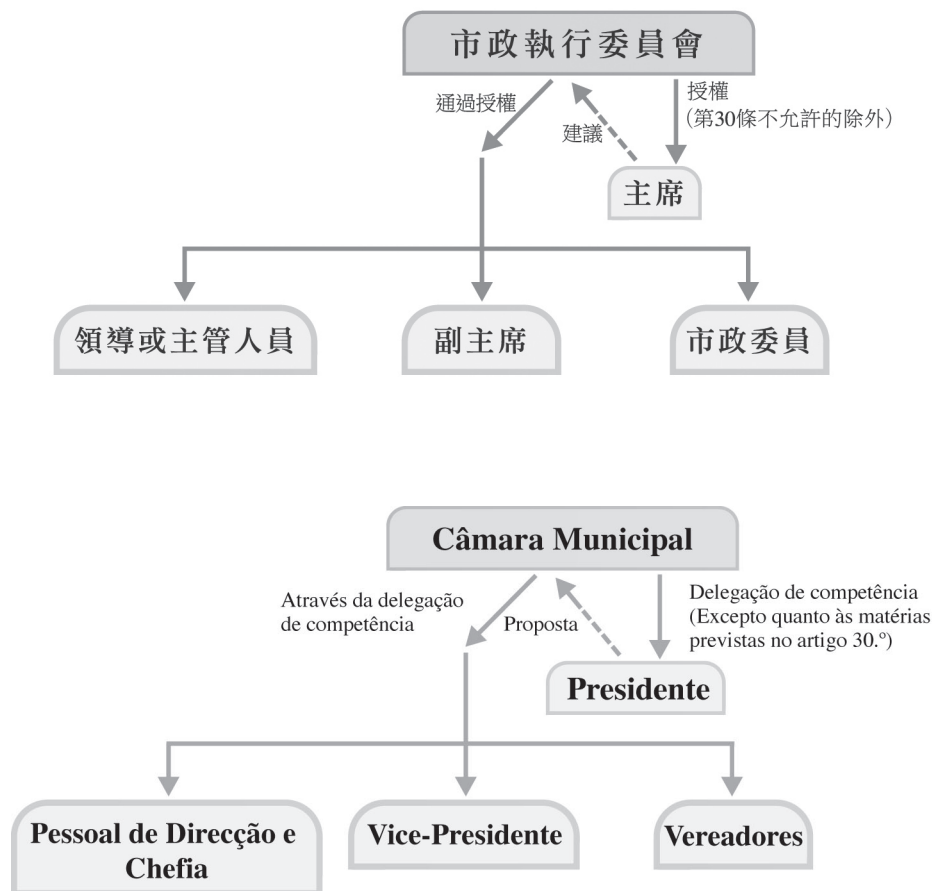 市政執行委員會
通過授權
建議
授權
（第30條不允許的除外）
主席
領導或主管人員
副主席
市政委員
Câmara Municipal
Através da delegação
de competência
Proposta
Delegação de competência
(Excepto quanto às matérias
previstas no artigo 30.º)
Presidente
Pessoal de Direcção e
Chefia
Vice-Presidente
Vereadores